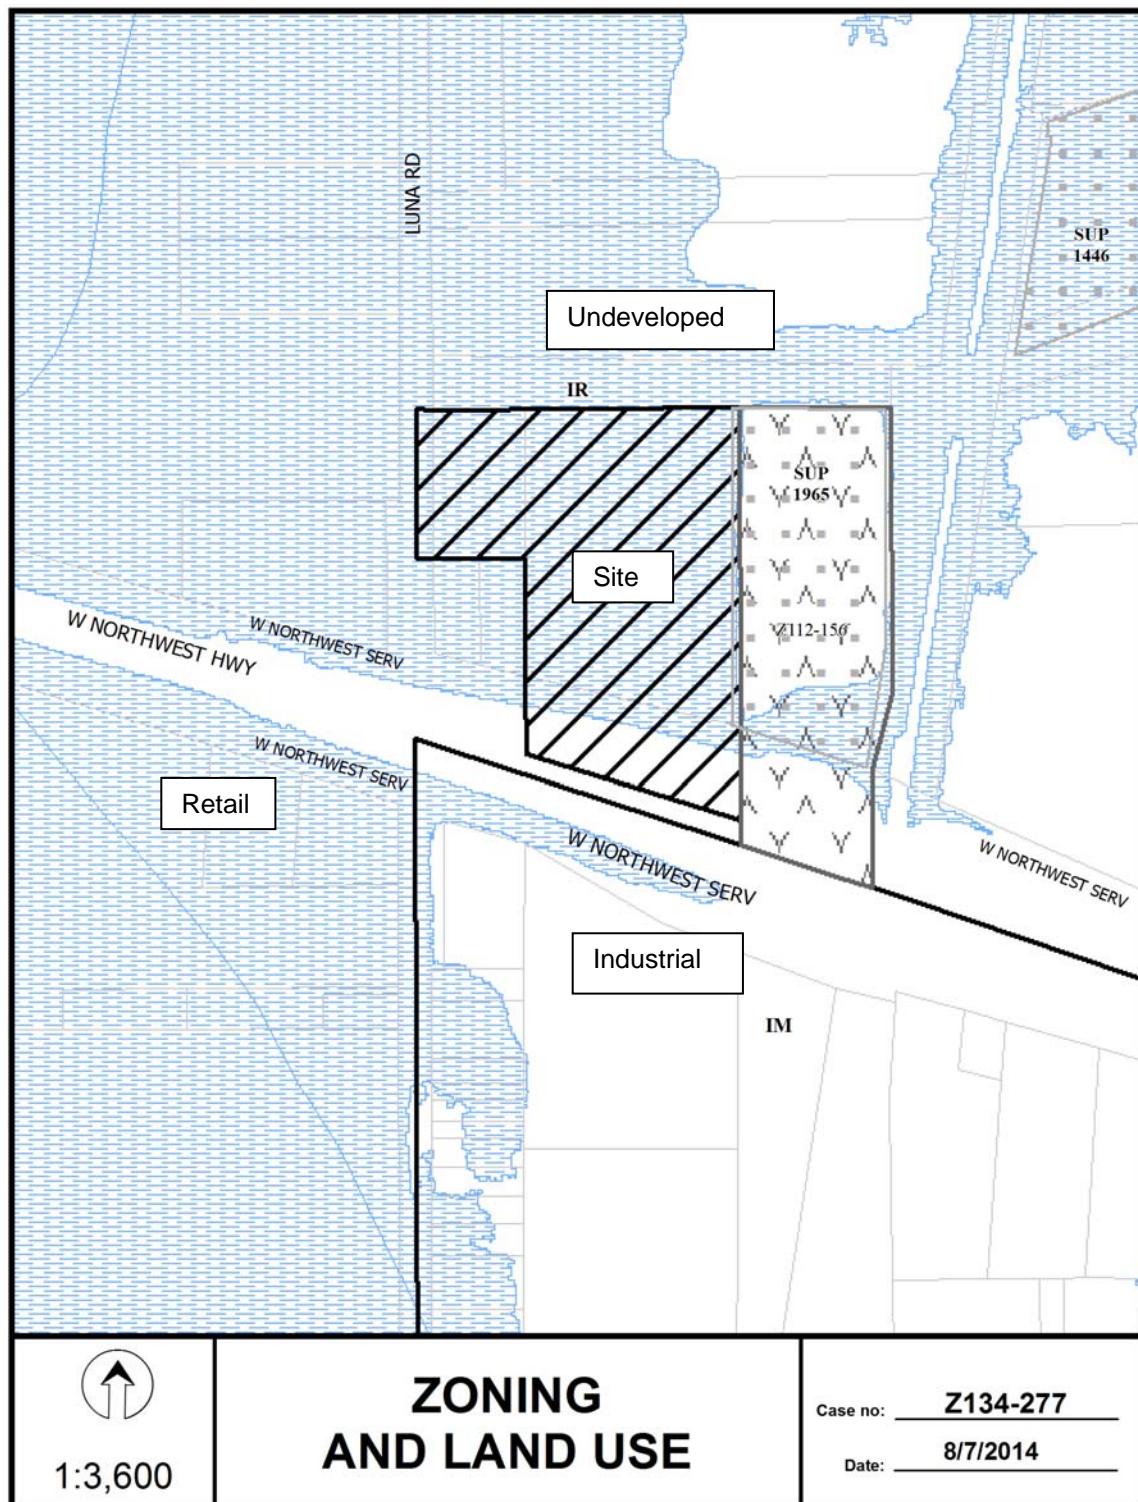 LUNA RD
SUP
1446
Undeveloped
IR
SUP
1965
Site
Z112-156
W NORTHWEST HWY
W NORTHWEST SERV
W NORTHWEST SERV
Retail
W NORTHWEST SERV
W NORTHWEST SERV
Industrial
IM
1:3,600
ZONING
AND LAND USE
Case no: Z134-277
Date: 8/7/2014